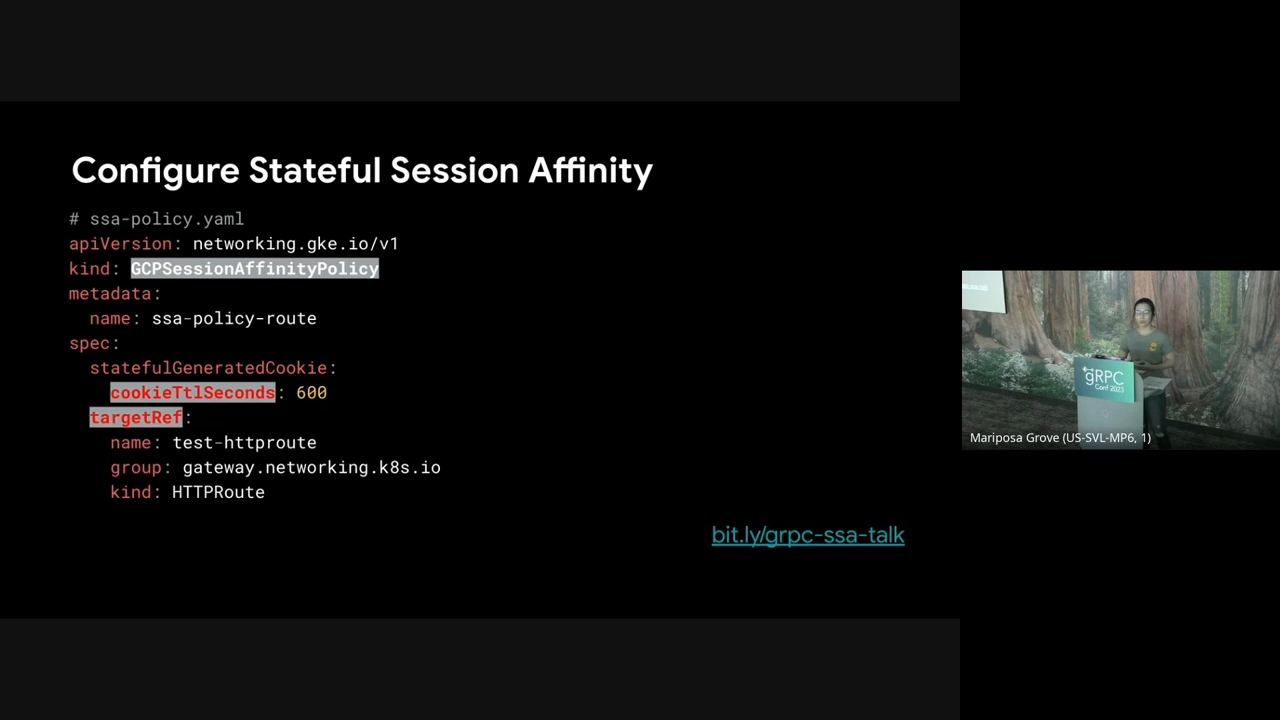 Configure Stateful Session Affinity
# ssa-policy.yaml
apiVersion: networking.gke.io/v1
kind: GCPSessionAffinityPolicy
metadata:
  name: ssa-policy-route
spec:
  statefulGeneratedCookie:
    cookieTtlSeconds: 600
  targetRef:
    name: test-httproute
    group: gateway.networking.k8s.io
    kind: HTTPRoute
bit.ly/grpc-ssa-talk
gRPC
Conf 2023
Mariposa Grove (US-SVL-MP6, 1)